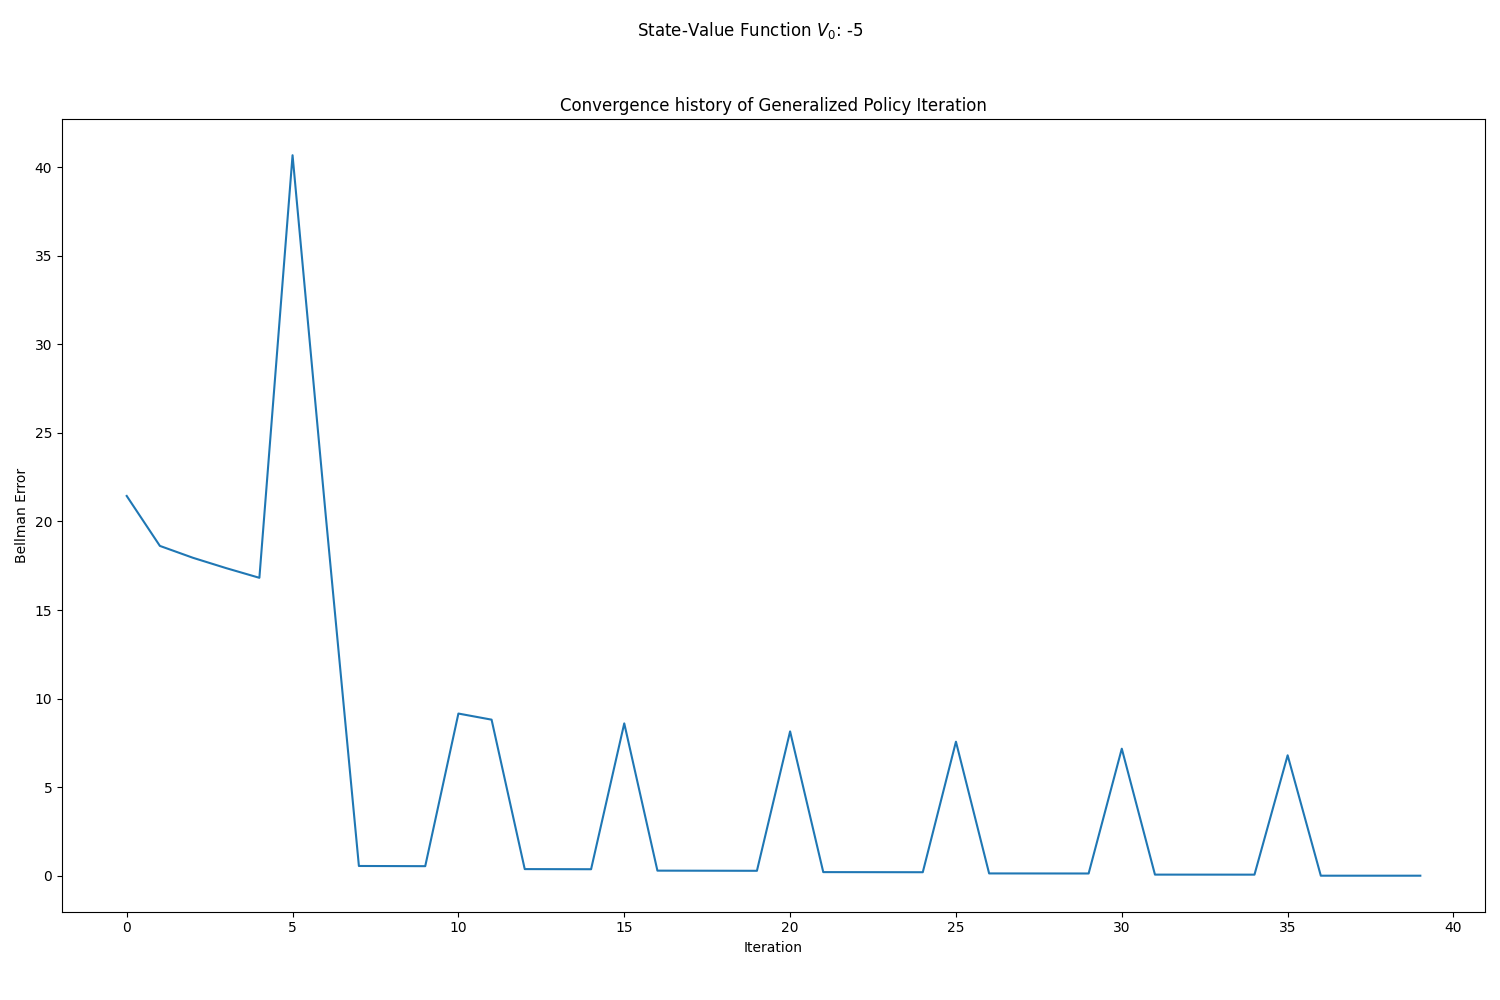 State-Value Function $V_0$: -5
Convergence history of Generalized Policy Iteration
40
35
30
25
20
15
10
5
0
Bellman Error
0 5 10 15 20 25 30 35 40
Iteration